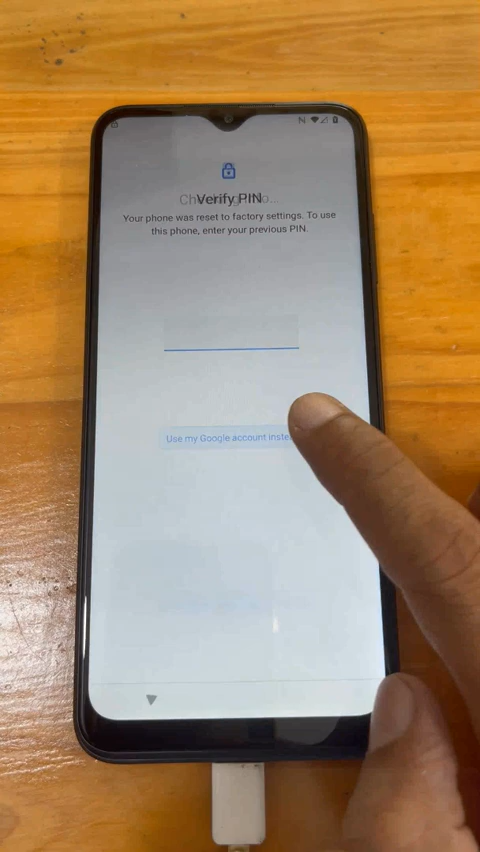 Verify PIN
Your phone was reset to factory settings. To use
this phone, enter your previous PIN.
Use my Google account